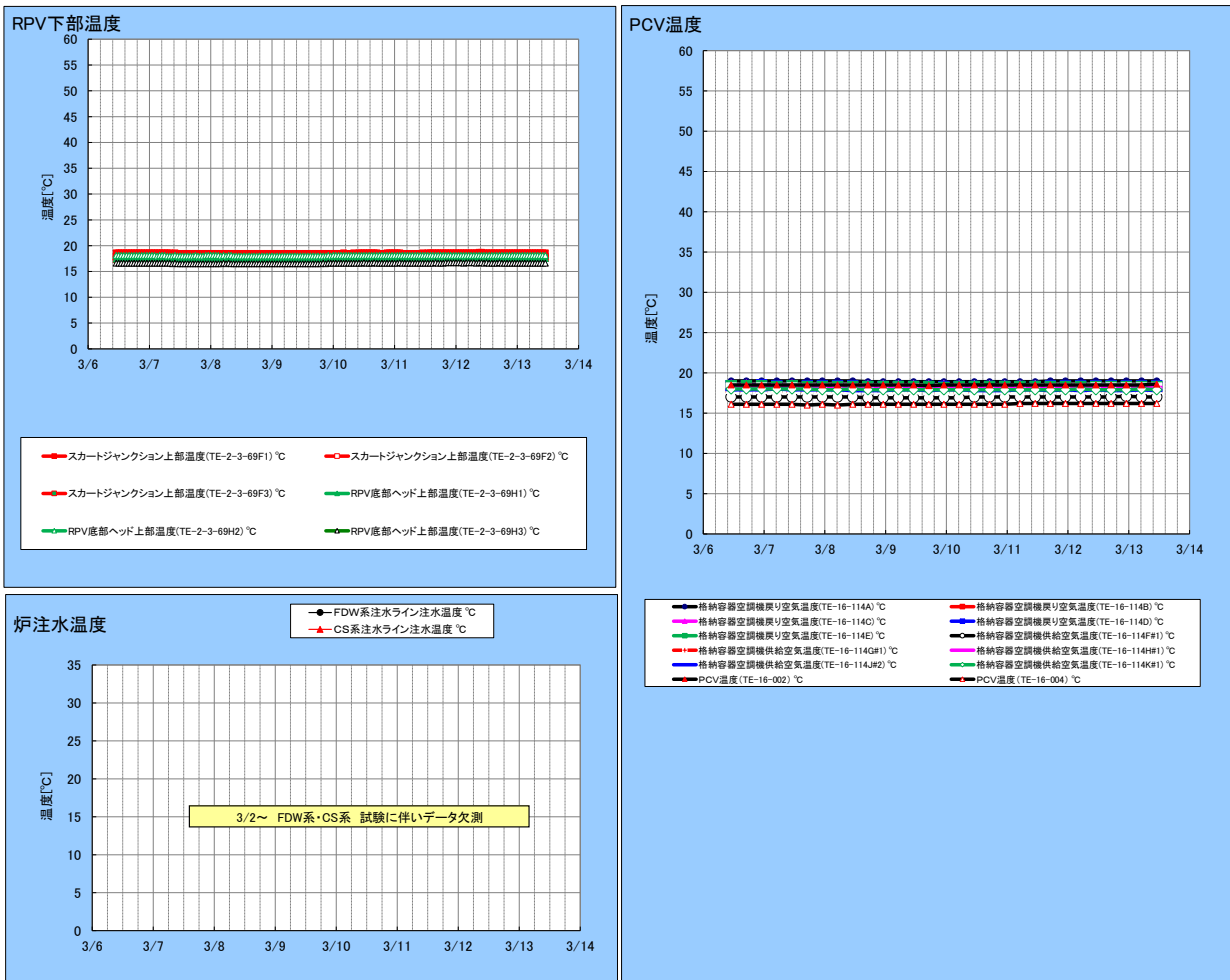 RPV下部温度
60
55
50
45
40
35
30
25
20
15
10
5
0
温度[℃]
3/6 3/7 3/8 3/9 3/10 3/11 3/12 3/13 3/14
スカートジャンクション上部温度(TE-2-3-69F1) ℃ スカートジャンクション上部温度(TE-2-3-69F2) ℃
スカートジャンクション上部温度(TE-2-3-69F3) ℃ RPV底部ヘッド上部温度(TE-2-3-69H1) ℃
RPV底部ヘッド上部温度(TE-2-3-69H2) ℃ RPV底部ヘッド上部温度(TE-2-3-69H3) ℃
PCV温度
60
55
50
45
40
35
30
25
20
15
10
5
0
温度[℃]
3/6 3/7 3/8 3/9 3/10 3/11 3/12 3/13 3/14
格納容器空調機戻り空気温度(TE-16-114A) ℃ 格納容器空調機戻り空気温度(TE-16-114B) ℃
格納容器空調機戻り空気温度(TE-16-114C) ℃ 格納容器空調機戻り空気温度(TE-16-114D) ℃
格納容器空調機戻り空気温度(TE-16-114E) ℃ 格納容器空調機供給空気温度(TE-16-114F#1) ℃
格納容器空調機供給空気温度(TE-16-114G#1) ℃ 格納容器空調機供給空気温度(TE-16-114H#1) ℃
格納容器空調機供給空気温度(TE-16-114J#2) ℃ 格納容器空調機供給空気温度(TE-16-114K#1) ℃
PCV温度(TE-16-002) ℃ PCV温度(TE-16-004) ℃
炉注水温度
FDW系注水ライン注水温度 ℃
CS系注水ライン注水温度 ℃
35
30
25
20
15
10
5
0
温度[℃]
3/2～ FDW系・CS系 試験に伴いデータ欠測
3/6 3/7 3/8 3/9 3/10 3/11 3/12 3/13 3/14